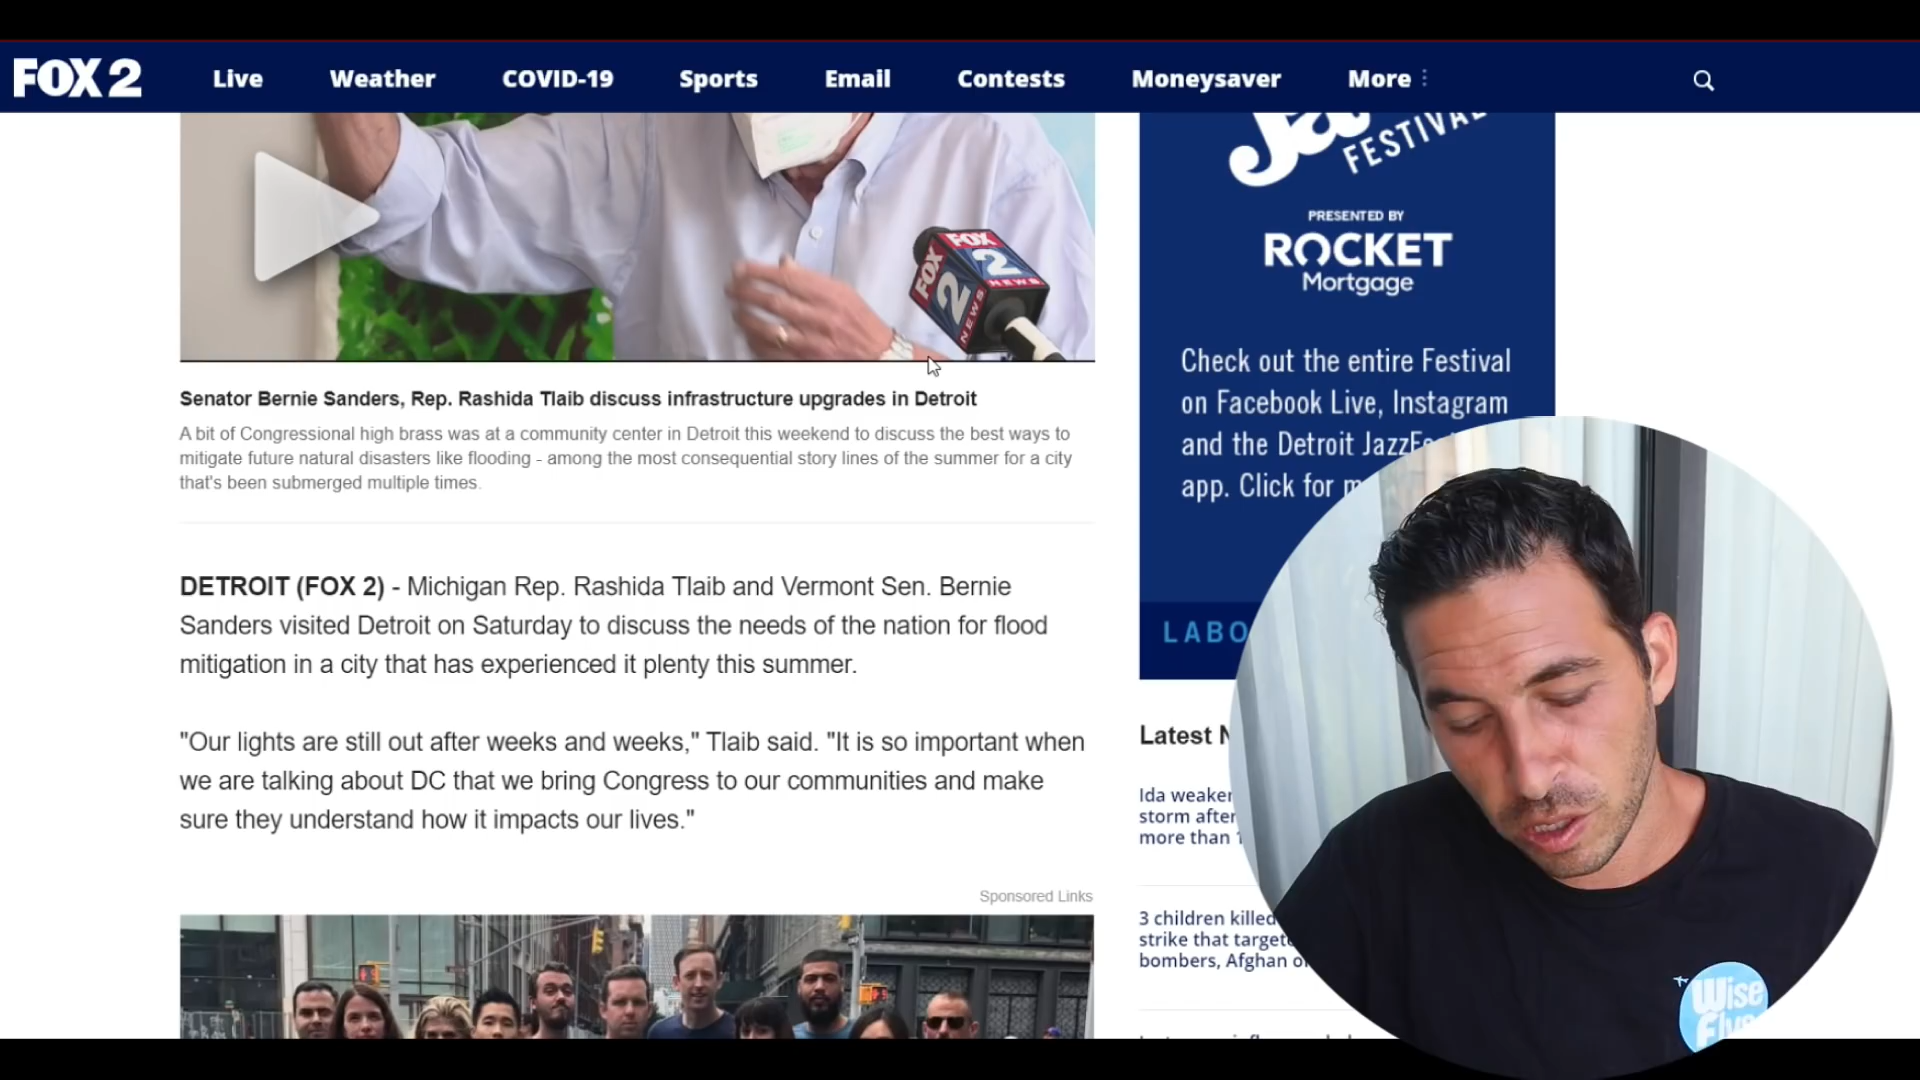 FOX 2
Live
Weather
COVID-19
Sports
Email
Contests
Moneysaver
More
FESTIVAL
PRESENTED BY
ROCKET
Mortgage
Check out the entire Festival
on Facebook Live, Instagram
and the Detroit
app. Click for
FOX
2
NEWS
FOX
2
NEWS
Senator Bernie Sanders, Rep. Rashida Tlaib discuss infrastructure upgrades in Detroit
A bit of Congressional high brass was at a community center in Detroit this weekend to discuss the best ways to
mitigate future natural disasters like flooding - among the most consequential story lines of the summer for a city
that's been submerged multiple times.
DETROIT (FOX 2) - Michigan Rep. Rashida Tlaib and Vermont Sen. Bernie
Sanders visited Detroit on Saturday to discuss the needs of the nation for flood
mitigation in a city that has experienced it plenty this summer.
"Our lights are still out after weeks and weeks," Tlaib said. "It is so important when
we are talking about DC that we bring Congress to our communities and make
sure they understand how it impacts our lives."
Sponsored Links
LABO
Latest
Ida
storm after
more than
3 children killed
strike that
bombers, Afghan
Wise